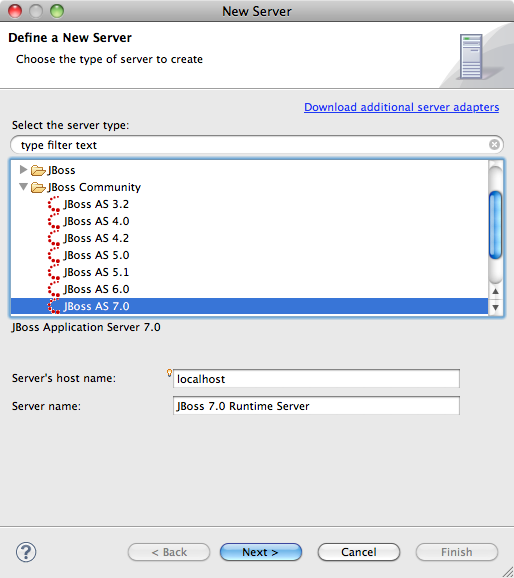 New Server
Define a New Server
Choose the type of server to create
Download additional server adapters
Select the server type:
type filter text
JBoss
JBoss Community
JBoss AS 3.2
JBoss AS 4.0
JBoss AS 4.2
JBoss AS 5.0
JBoss AS 5.1
JBoss AS 6.0
JBoss AS 7.0
JBoss Application Server 7.0
Server's host name: localhost
Server name: JBoss 7.0 Runtime Server
? < Back Next > Cancel Finish